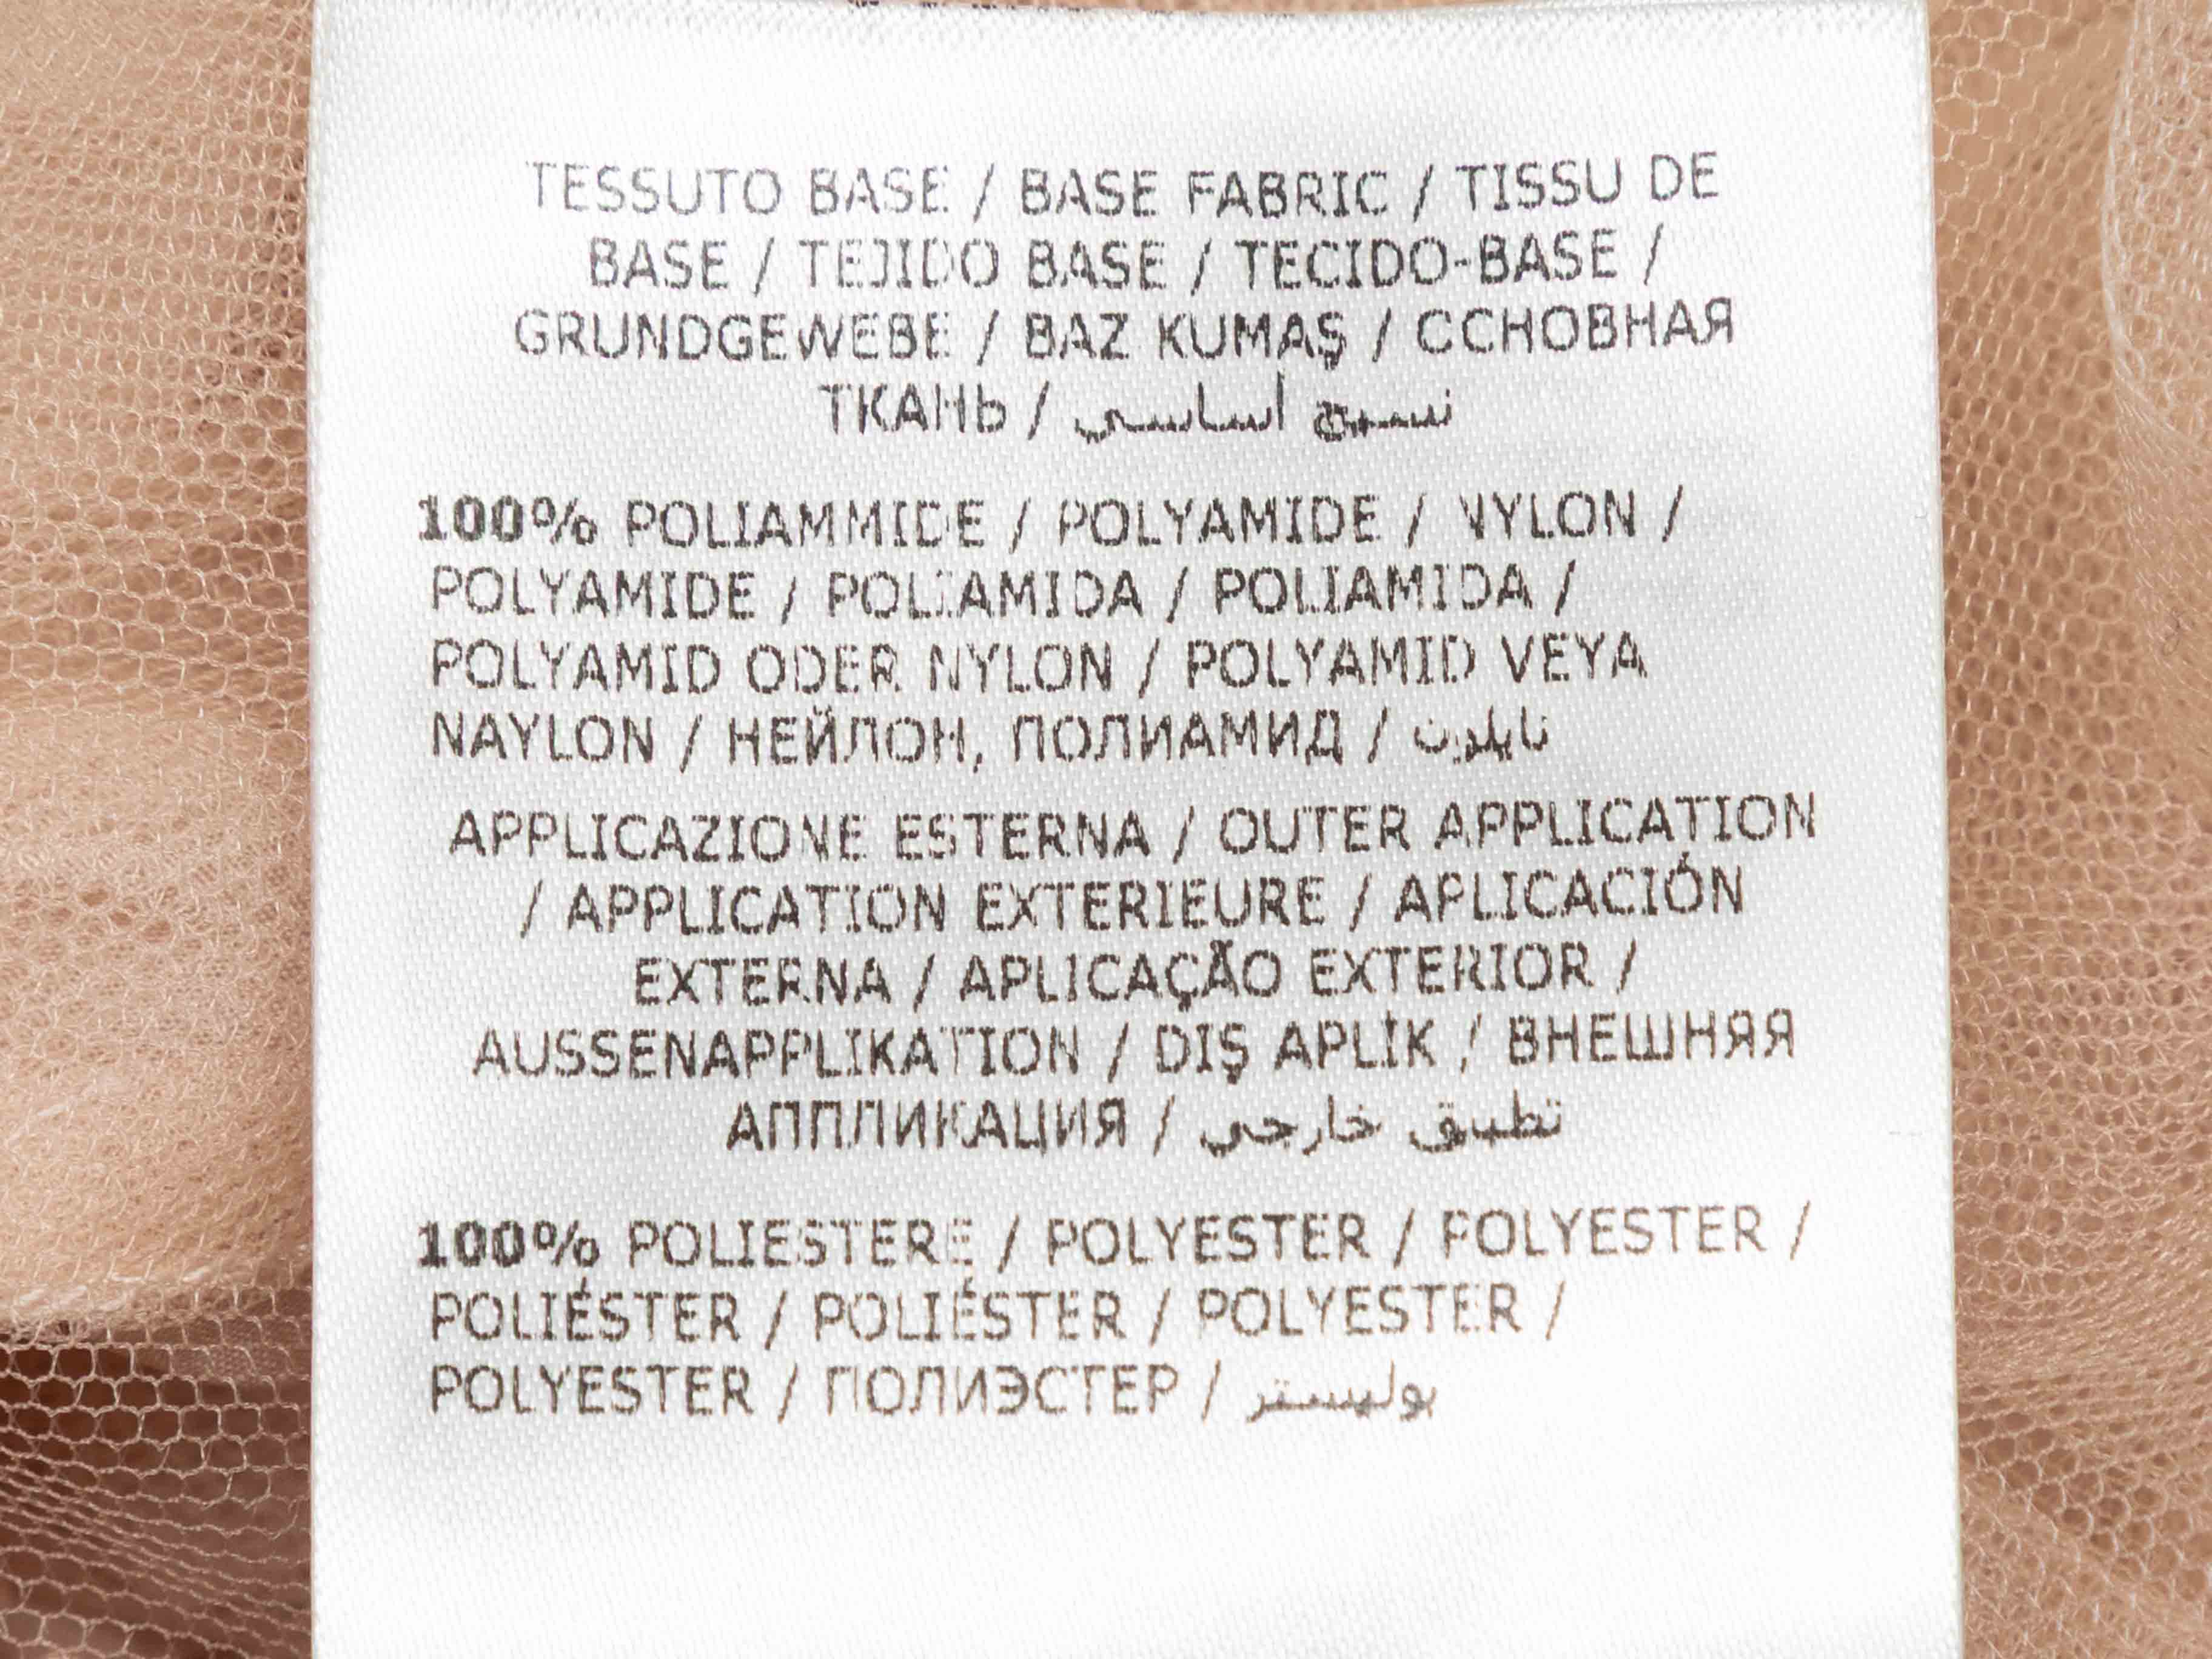 TESSUTO BASE / BASE FABRIC / TISSU DE
BASE / TEJIDO BASE / TECIDO-BASE /
GRUNDGEWEBE / BAZ KUMAŞ / ОСНОВНАЯ
ТКАНЬ / نسيج أساسي
100% POLIAMMIDE / POLYAMIDE / NYLON /
POLYAMIDE / POLIAMIDA / POLIAMIDA /
POLYAMID ODER NYLON / POLYAMID VEYA
NAYLON / НЕЙЛОН, ПОЛИАМИД / نايلون
APPLICAZIONE ESTERNA / OUTER APPLICATION
/ APPLICATION EXTERIEURE / APLICACIÓN
EXTERNA / APLICAÇÃO EXTERIOR /
AUSSENAPPLIKATION / DIŞ APLİK / ВНЕШНЯЯ
АППЛИКАЦИЯ / تطبيق خارجي
100% POLIESTERE / POLYESTER / POLYESTER /
POLIÉSTER / POLIÉSTER / POLYESTER /
POLYESTER / ПОЛИЭСТЕР / بوليستر